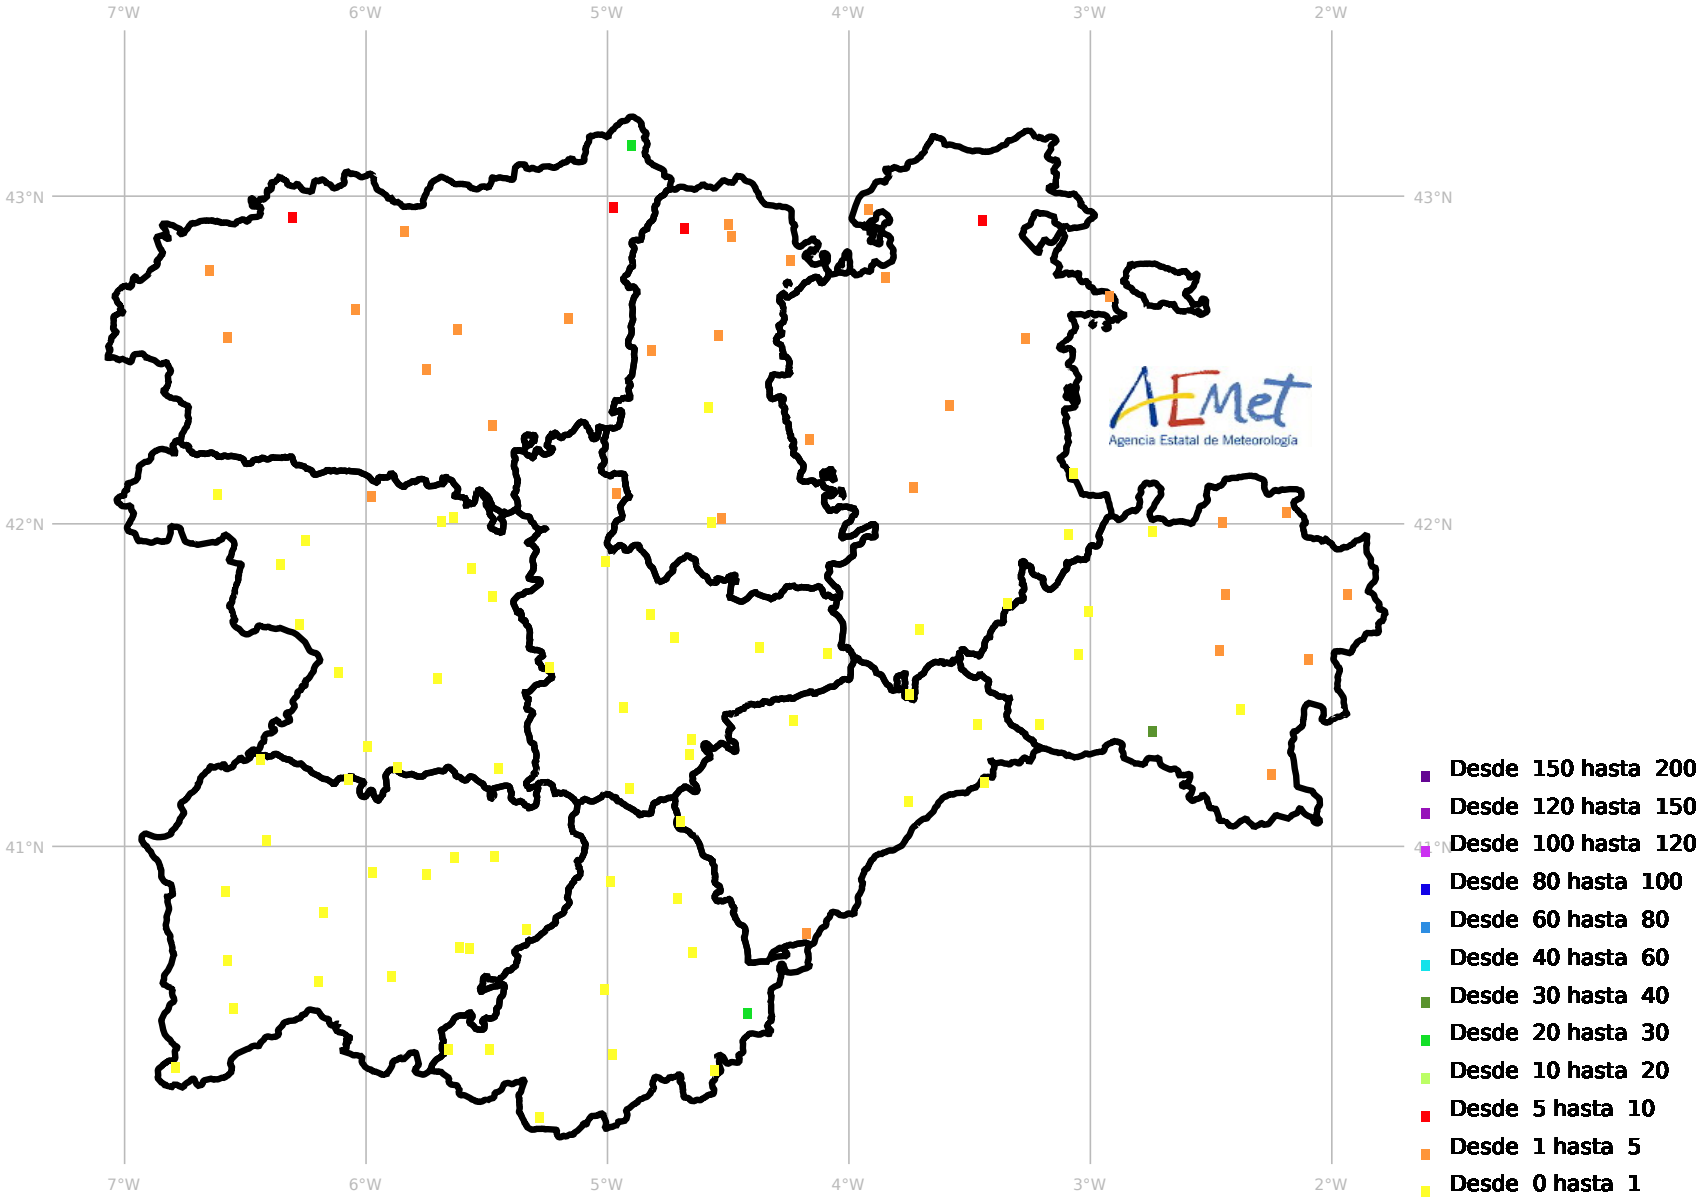 7°W 6°W 5°W 4°W 3°W 2°W
43°N 43°N
AEMet
Agencia Estatal de Meteorología
42°N 42°N
Desde 150 hasta 200
Desde 120 hasta 150
41°N 41°N
Desde 100 hasta 120
Desde 80 hasta 100
Desde 60 hasta 80
Desde 40 hasta 60
Desde 30 hasta 40
Desde 20 hasta 30
Desde 10 hasta 20
Desde 5 hasta 10
Desde 1 hasta 5
Desde 0 hasta 1
7°W 6°W 5°W 4°W 3°W 2°W